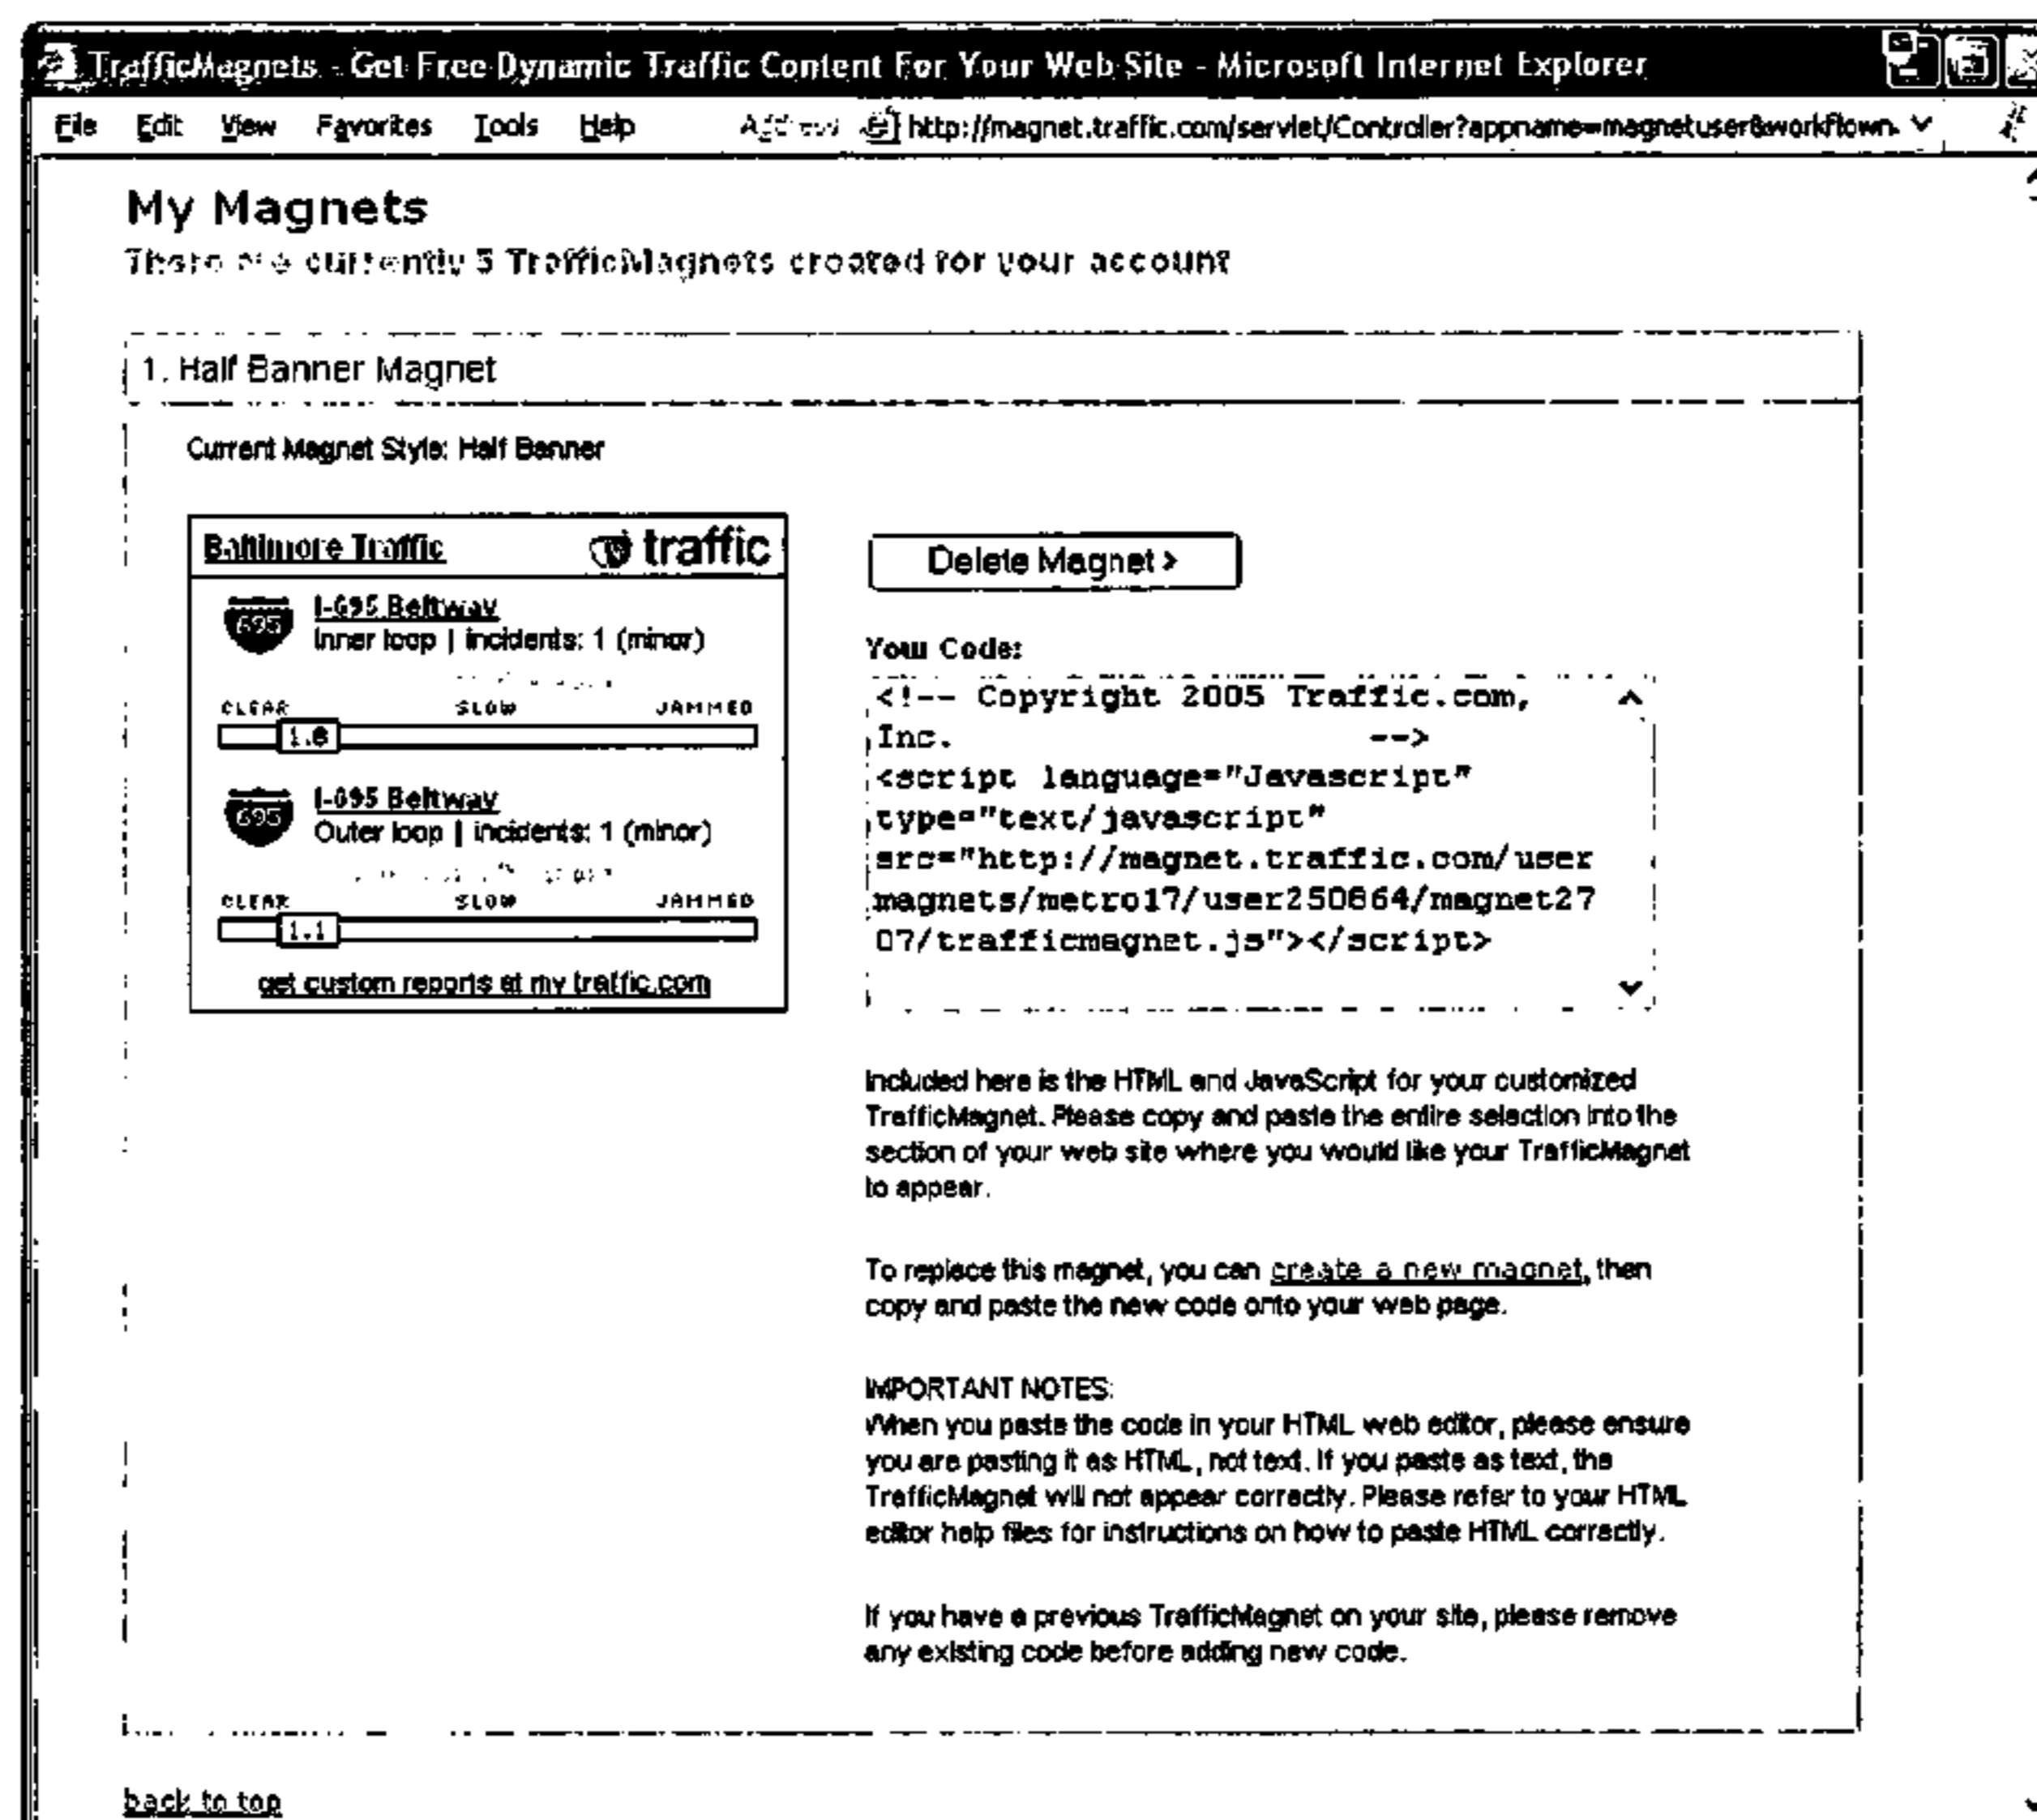 TrafficMagnets - Get Free Dynamic Traffic Content For Your Web Site - Microsoft Internet Explorer
File Edit View Favorites Tools Help Address http://magnet.traffic.com/servlet/Controller?appname=magnetuser&workflown
My Magnets
There are currently 5 TrafficMagnets created for your account
1. Half Banner Magnet
Current Magnet Style: Half Banner
Baltimore Traffic traffic
695 I-695 Beltway
Inner loop | incidents: 1 (minor)
CLEAR SLOW JAMMED
1.6
695 I-695 Beltway
Outer loop | incidents: 1 (minor)
CLEAR SLOW JAMMED
1.1
get custom reports at my traffic.com
Delete Magnet >
Your Code:
<!-- Copyright 2005 Traffic.com,
Inc. -->
<script language="Javascript"
type="text/javascript"
src="http://magnet.traffic.com/user
magnets/metro17/user250664/magnet27
07/trafficmagnet.js"></script>
Included here is the HTML and JavaScript for your customized
TrafficMagnet. Please copy and paste the entire selection into the
section of your web site where you would like your TrafficMagnet
to appear.
To replace this magnet, you can create a new magnet, then
copy and paste the new code onto your web page.
IMPORTANT NOTES:
When you paste the code in your HTML web editor, please ensure
you are pasting it as HTML, not text. If you paste as text, the
TrafficMagnet will not appear correctly. Please refer to your HTML
editor help files for instructions on how to paste HTML correctly.
If you have a previous TrafficMagnet on your site, please remove
any existing code before adding new code.
back to top